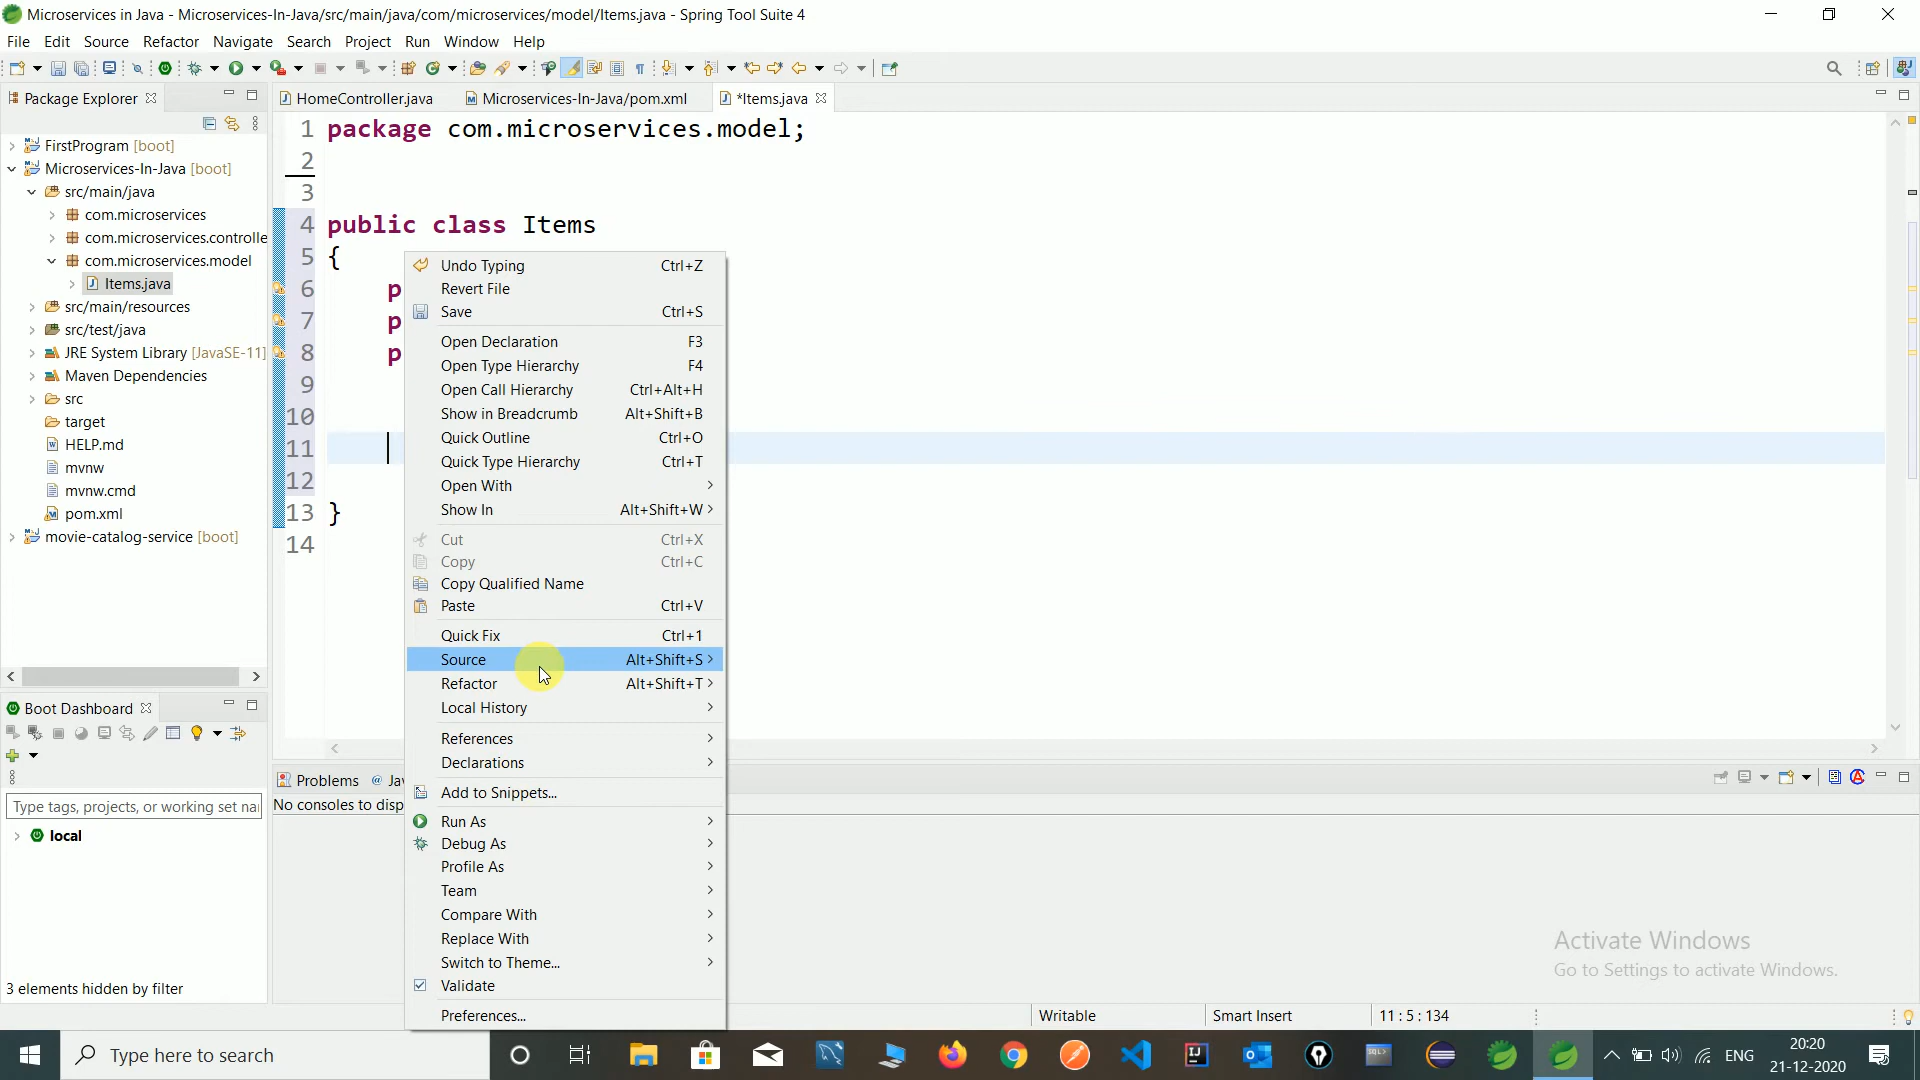 Microservices in Java - Microservices-In-Java/src/main/java/com/microservices/model/Items.java - Spring Tool Suite 4
File Edit Source Refactor Navigate Search Project Run Window Help
Package Explorer
HomeController.java Microservices-In-Java/pom.xml *Items.java
FirstProgram [boot]
Microservices-In-Java [boot]
src/main/java
com.microservices
com.microservices.controlle
com.microservices.model
Items.java
src/main/resources
src/test/java
JRE System Library [JavaSE-11]
Maven Dependencies
src
target
HELP.md
mvnw
mvnw.cmd
pom.xml
movie-catalog-service [boot]
1 package com.microservices.model;
2
3
4 public class Items
5 {
6 p
7 p
8 p
9
10
11
12
13 }
14
Undo Typing Ctrl+Z
Revert File
Save Ctrl+S
Open Declaration F3
Open Type Hierarchy F4
Open Call Hierarchy Ctrl+Alt+H
Show in Breadcrumb Alt+Shift+B
Quick Outline Ctrl+O
Quick Type Hierarchy Ctrl+T
Open With
Show In Alt+Shift+W
Cut Ctrl+X
Copy Ctrl+C
Copy Qualified Name
Paste Ctrl+V
Quick Fix Ctrl+1
Source Alt+Shift+S
Refactor Alt+Shift+T
Local History
References
Declarations
Add to Snippets...
Run As
Debug As
Profile As
Team
Compare With
Replace With
Switch to Theme...
Validate
Preferences...
Boot Dashboard
Type tags, projects, or working set nai
local
3 elements hidden by filter
Problems @ Jav
No consoles to disp
Activate Windows
Go to Settings to activate Windows.
Writable Smart Insert 11 : 5 : 134
Type here to search
ENG
20:20
21-12-2020